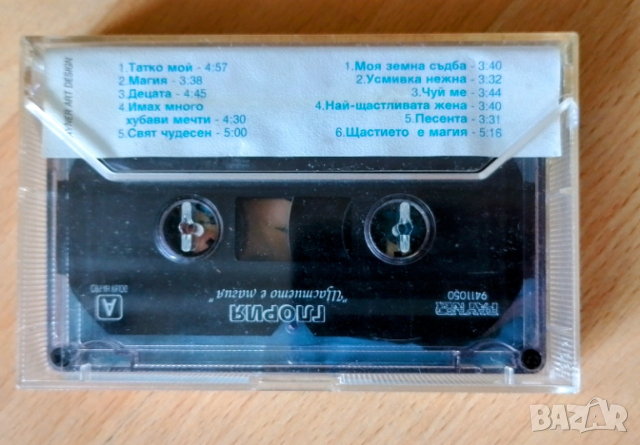 1.Татко мой - 4:57
2.Магия - 3:38
3.Децата - 4:45
4.Имах много
хубави мечти - 4:30
5.Свят чудесен - 5:00
1.Моя земна съдба - 3:40
2.Усмивка нежна - 3:32
3.Чуй ме - 3:44
4.Най-щастливата жена - 3:40
5.Песента - 3:31
6.Щастието е магия - 5:16
ART DESIGN
A
"Щастието е магия"
ГЛОРИЯ
9411050
BAZAR